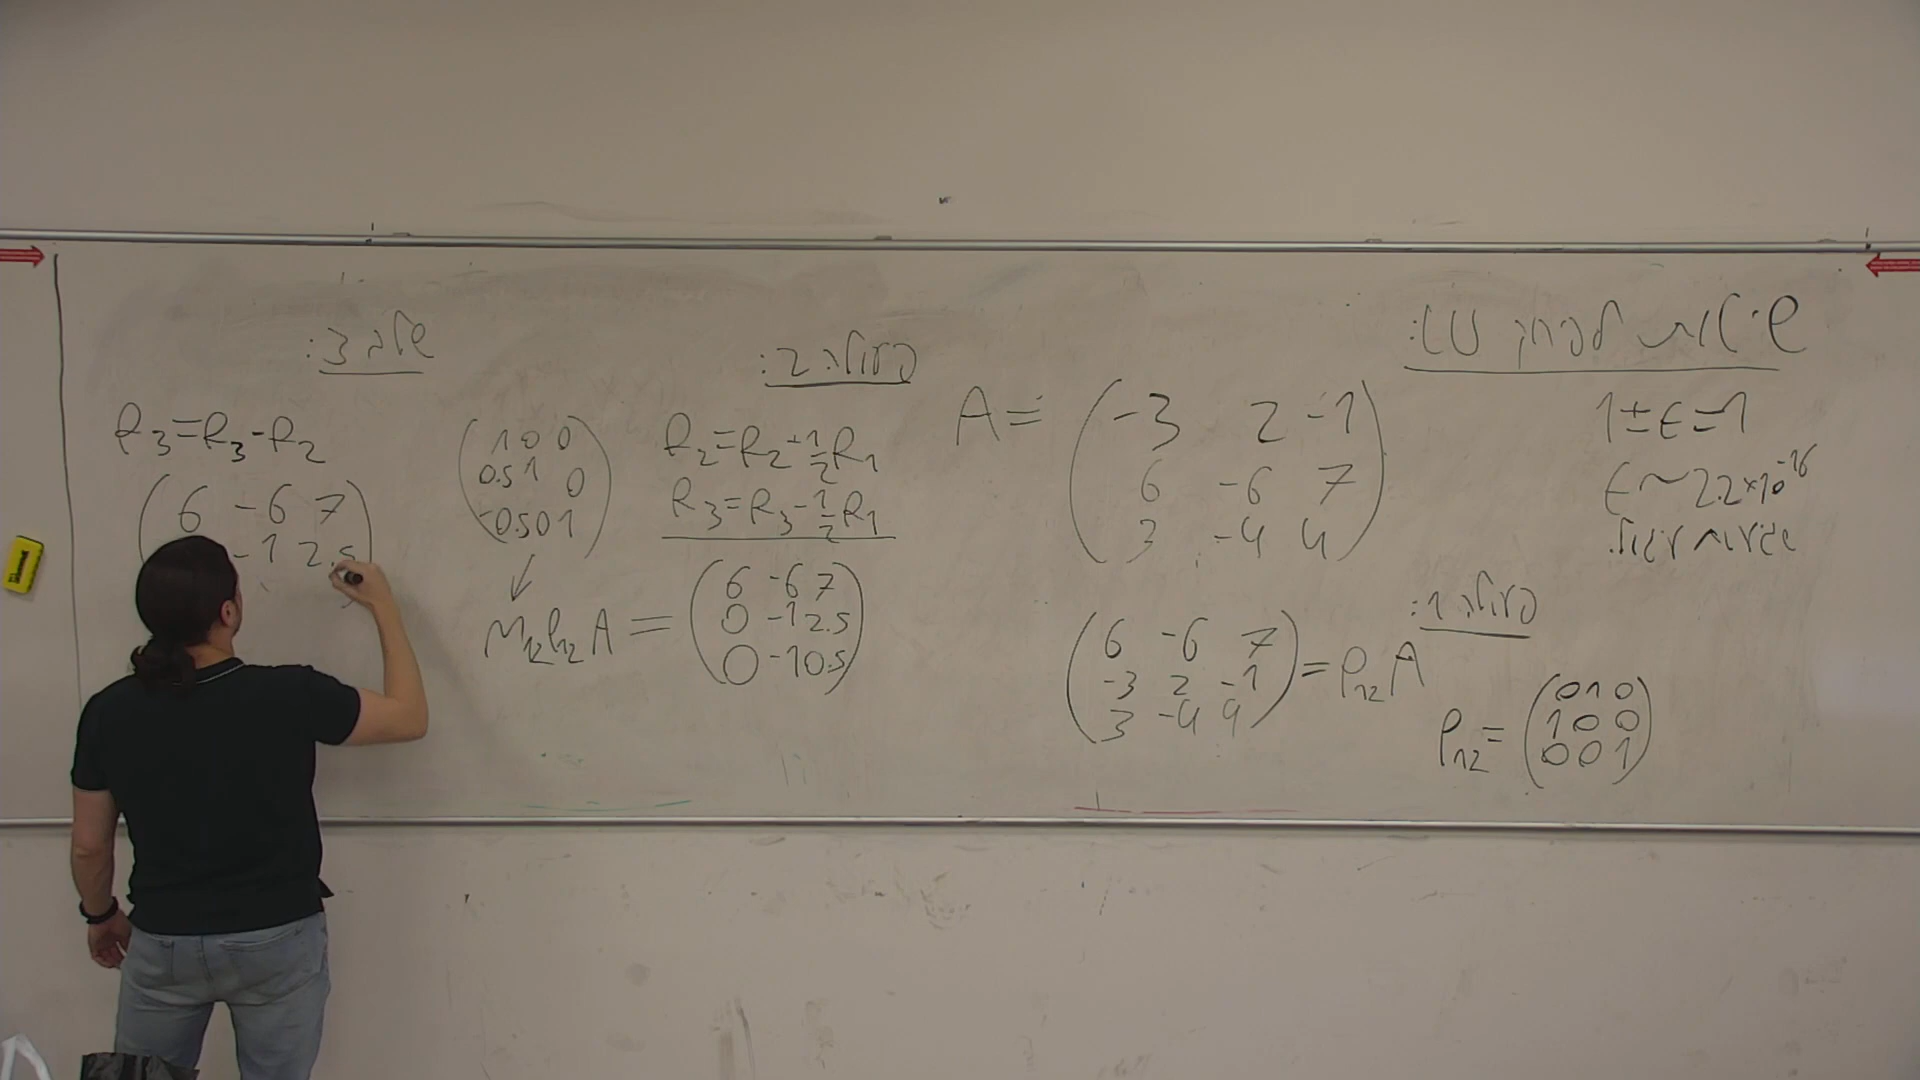 שיטת פירוק LU:
1±ε=1
ε~2.2×10^-16
A = ( -3 2 -1
6 -6 7
3 -4 4 )
איטרציה 1:
( 6 -6 7
-3 2 -1
3 -4 4 ) = P₁₂A
P₁₂ = ( 0 1 0
1 0 0
0 0 1 )
2:
R₂=R₂+½R₁
R₃=R₃-½R₁
( 1 0 0
0.5 1 0
-0.5 0 1 )
M₁₂P₁₂A = ( 6 -6 7
0 -1 2.5
0 -1 0.5 )
שלב 3:
R₃=R₃-R₂
( 6 -6 7
-1 2.5 )